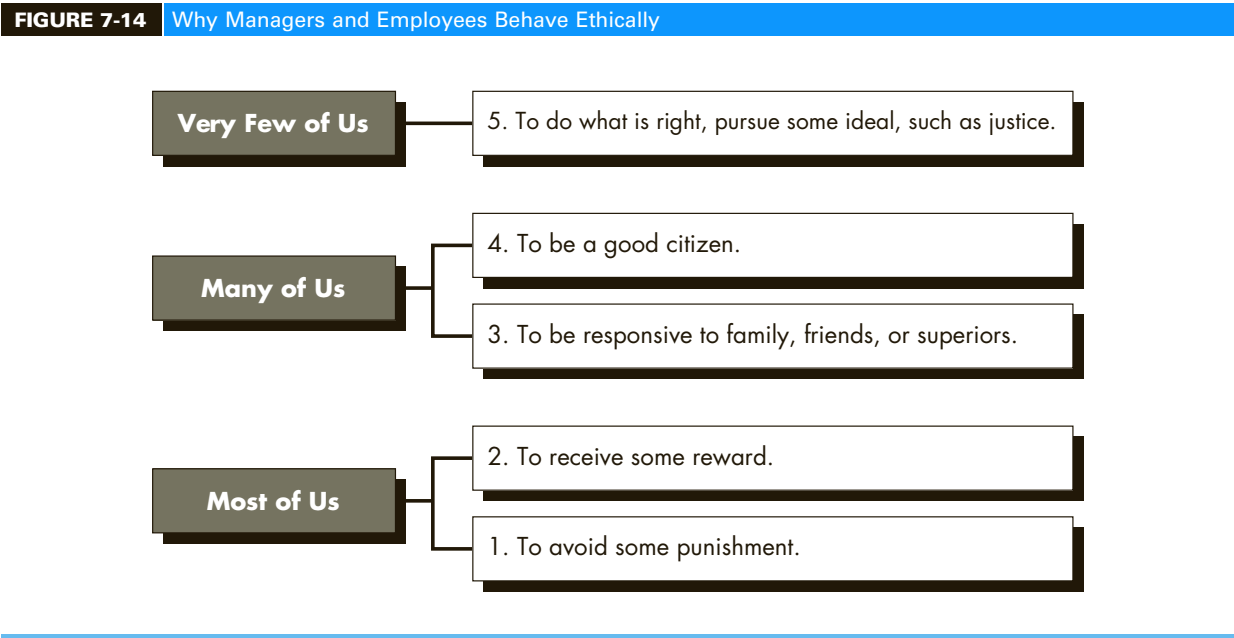 FIGURE 7-14 Why Managers and Employees Behave Ethically
Very Few of Us
5. To do what is right, pursue some ideal, such as justice.
Many of Us
4. To be a good citizen.
3. To be responsive to family, friends, or superiors.
Most of Us
2. To receive some reward.
1. To avoid some punishment.